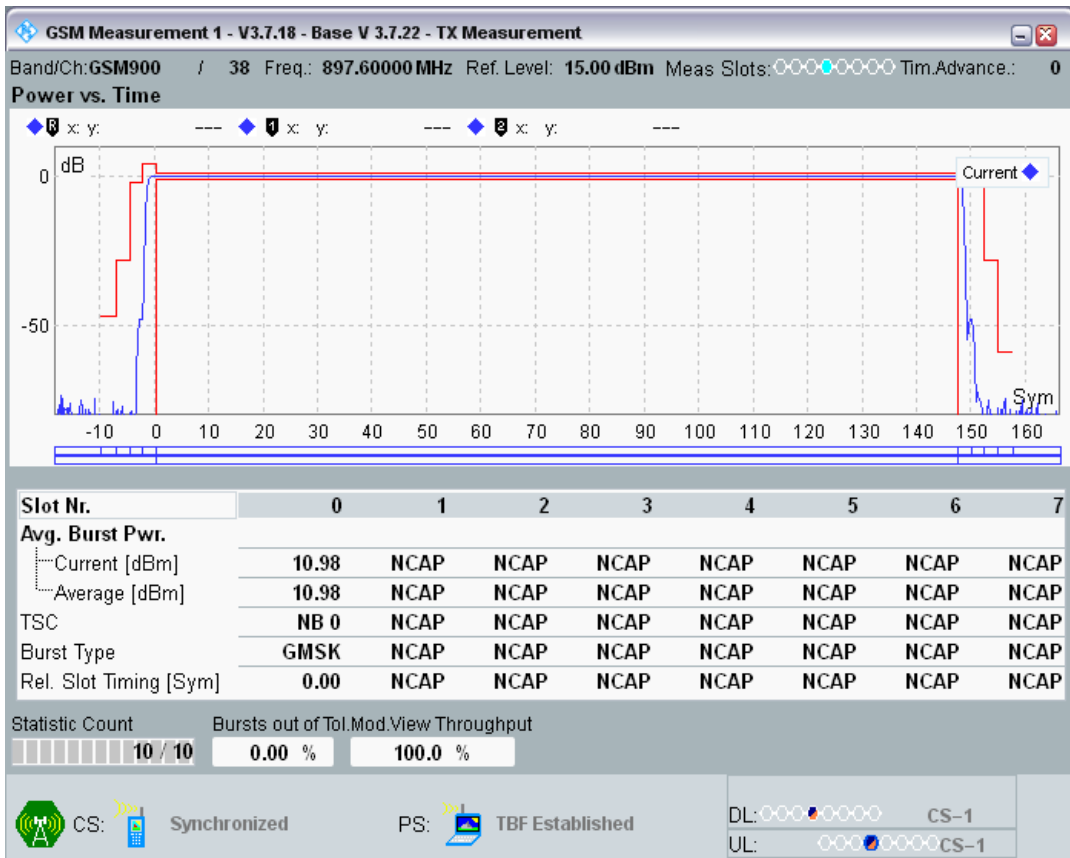 GSM Measurement 1 - V3.7.18 - Base V 3.7.22 - TX Measurement
Band/Ch:GSM900 / 38 Freq.: 897.60000 MHz Ref. Level: 15.00 dBm Meas Slots: Tim.Advance.: 0
Power vs. Time
R x: y: --- 1 x: y: --- 2 x: y: ---
dB
0
Current
-50
Sym
-10 0 10 20 30 40 50 60 70 80 90 100 110 120 130 140 150 160
Slot Nr. 0 1 2 3 4 5 6 7
Avg. Burst Pwr.
Current [dBm] 10.98 NCAP NCAP NCAP NCAP NCAP NCAP NCAP
Average [dBm] 10.98 NCAP NCAP NCAP NCAP NCAP NCAP NCAP
TSC NB 0 NCAP NCAP NCAP NCAP NCAP NCAP NCAP
Burst Type GMSK NCAP NCAP NCAP NCAP NCAP NCAP NCAP
Rel. Slot Timing [Sym] 0.00 NCAP NCAP NCAP NCAP NCAP NCAP NCAP
Statistic Count Bursts out of Tol.Mod.View Throughput
10 / 10 0.00 % 100.0 %
CS: Synchronized PS: TBF Established
DL: CS-1
UL: CS-1